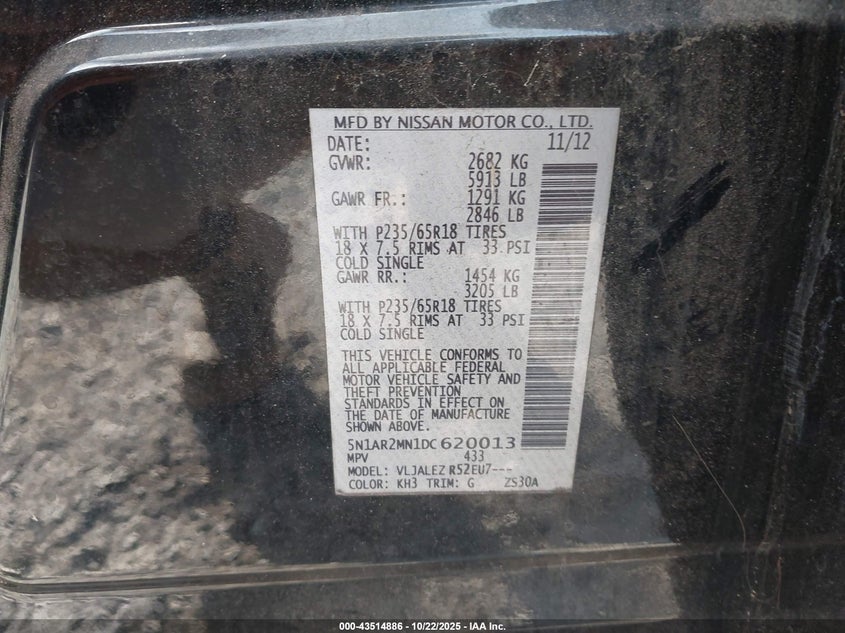 MFD BY NISSAN MOTOR CO., LTD.
DATE: 11/12
GVWR: 2682 KG
5913 LB
GAWR FR.: 1291 KG
2846 LB
WITH P235/65R18 TIRES
18 X 7.5 RIMS AT 33 PSI
COLD SINGLE
GAWR RR.: 1454 KG
3205 LB
WITH P235/65R18 TIRES
18 X 7.5 RIMS AT 33 PSI
COLD SINGLE
THIS VEHICLE CONFORMS TO
ALL APPLICABLE FEDERAL
MOTOR VEHICLE SAFETY AND
THEFT PREVENTION
STANDARDS IN EFFECT ON
THE DATE OF MANUFACTURE
SHOWN ABOVE.
5N1AR2MN1DC620013
MPV 433
MODEL: VLJALEZ R52EU7---
COLOR: KH3 TRIM: G ZS30A
000-43514886 - 10/22/2025 - IAA Inc.